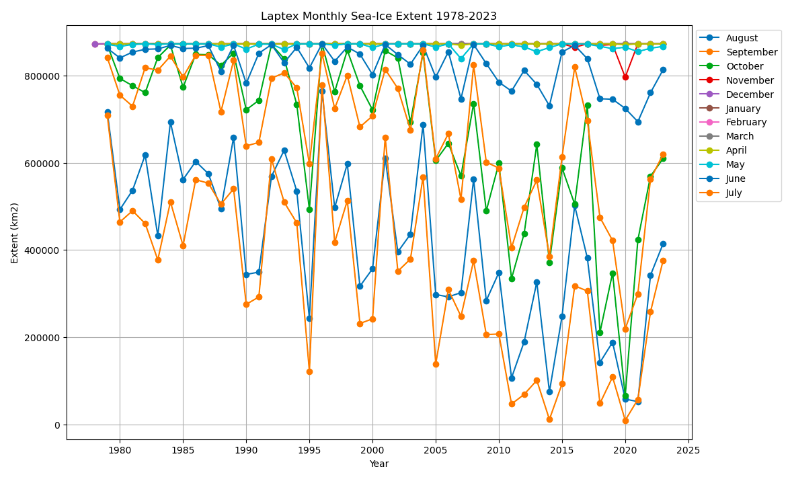 Laptex Monthly Sea-Ice Extent 1978-2023
Extent (km2)
800000
600000
400000
200000
0
1980 1985 1990 1995 2000 2005 2010 2015 2020 2025
Year
August
September
October
November
December
January
February
March
April
May
June
July